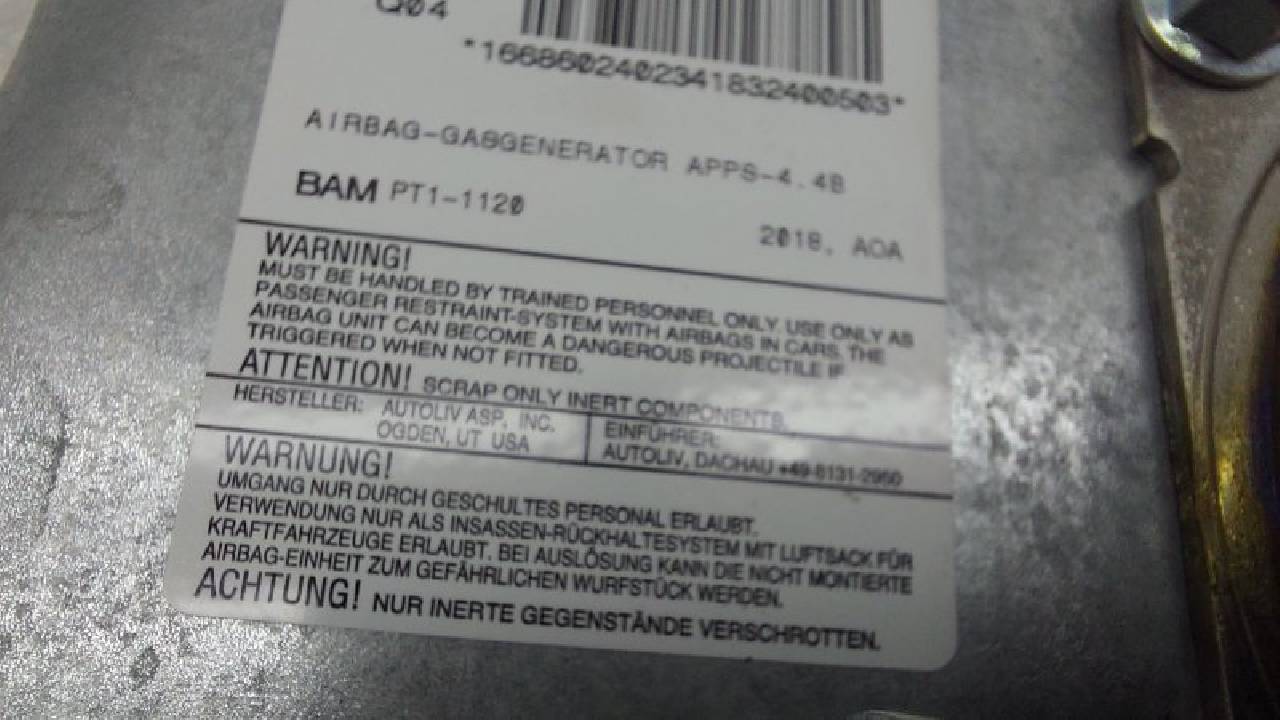 Q04
*1668602402341832400503*
AIRBAG-GASGENERATOR APPS-4.4B
BAM PT1-1120
2018, AOA
WARNING!
MUST BE HANDLED BY TRAINED PERSONNEL ONLY. USE ONLY AS
PASSENGER RESTRAINT-SYSTEM WITH AIRBAGS IN CARS. THE
AIRBAG UNIT CAN BECOME A DANGEROUS PROJECTILE IF
TRIGGERED WHEN NOT FITTED.
ATTENTION! SCRAP ONLY INERT COMPONENTS.
HERSTELLER: AUTOLIV ASP, INC.
OGDEN, UT USA
EINFÜHRER:
AUTOLIV, DACHAU +49-8131-2950
WARNUNG!
UMGANG NUR DURCH GESCHULTES PERSONAL ERLAUBT.
VERWENDUNG NUR ALS INSASSEN-RÜCKHALTESYSTEM MIT LUFTSACK FÜR
KRAFTFAHRZEUGE ERLAUBT. BEI AUSLÖSUNG KANN DIE NICHT MONTIERTE
AIRBAG-EINHEIT ZUM GEFÄHRLICHEN WURFSTÜCK WERDEN.
ACHTUNG! NUR INERTE GEGENSTÄNDE VERSCHROTTEN.